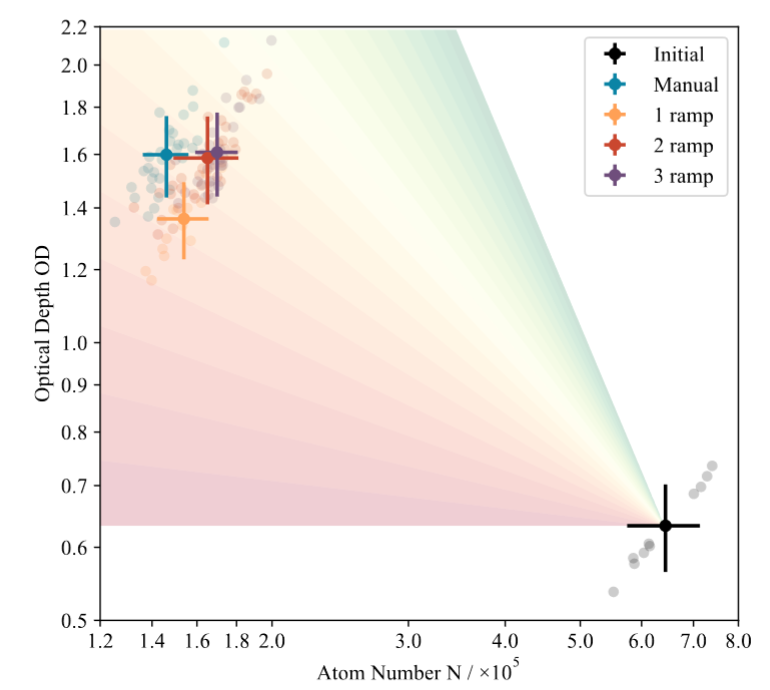 2.2
2.0
1.8
1.6
1.4
1.2
1.0
0.9
0.8
0.7
0.6
0.5
Optical Depth OD
Initial
Manual
1 ramp
2 ramp
3 ramp
1.2 1.4 1.6 1.8 2.0 3.0 4.0 5.0 6.0 7.0 8.0
Atom Number N / ×10⁵